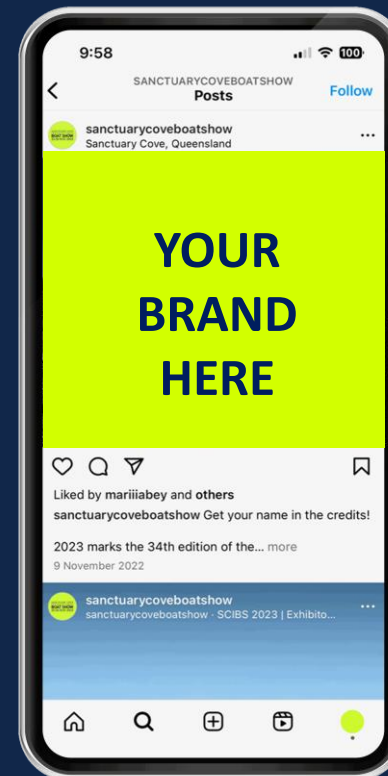 9:58
100
SANCTUARYCOVEBOATSHOW
Posts
Follow
sanctuarycoveboatshow
Sanctuary Cove, Queensland
YOUR
BRAND
HERE
Liked by mariiiabey and others
sanctuarycoveboatshow Get your name in the credits!
2023 marks the 34th edition of the... more
9 November 2022
sanctuarycoveboatshow
sanctuarycoveboatshow · SCIBS 2023 | Exhibito...